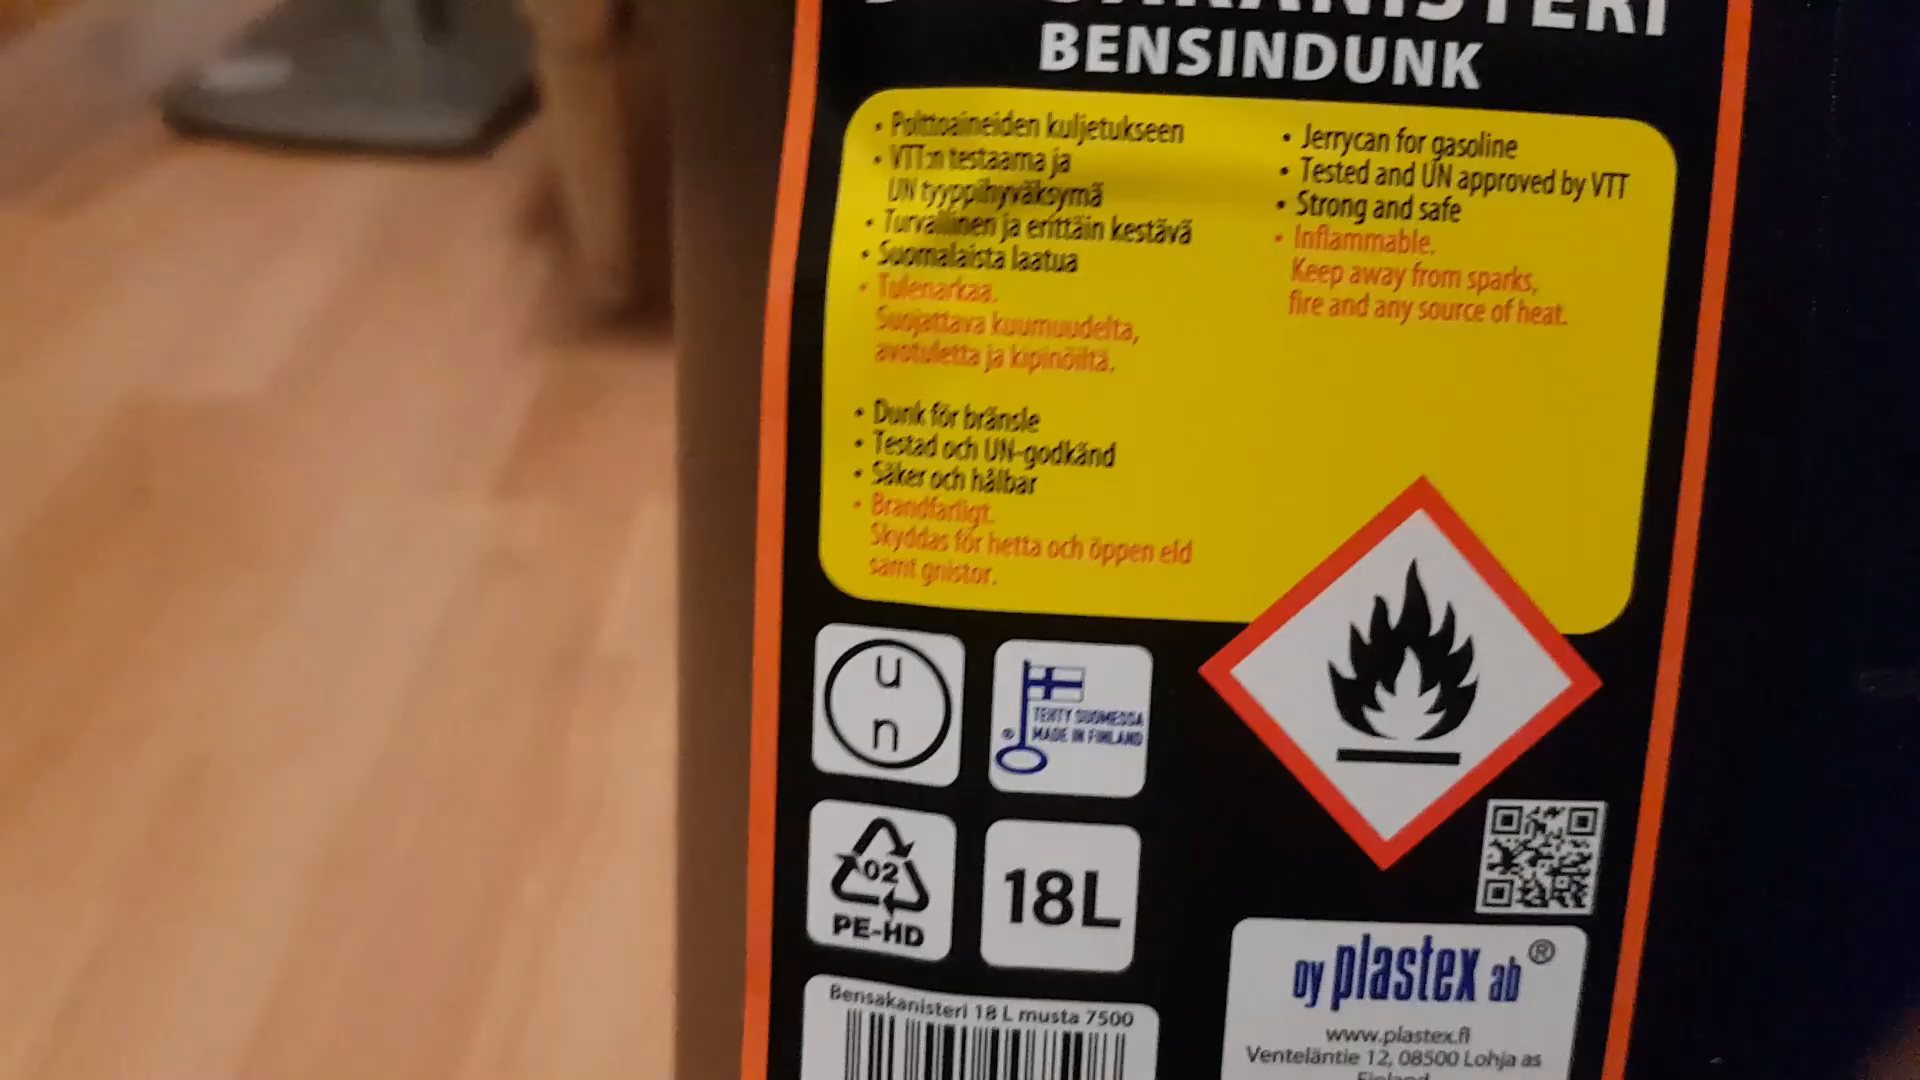 BENSINDUNK
• Polttoaineiden kuljetukseen
• VTT:n testaama ja
UN tyyppihyväksymä
• Turvallinen ja erittäin kestävä
• Suomalaista laatua
• Tulenarkaa.
Suojattava kuumuudelta,
avotuletta ja kipinöiltä.
• Dunk för bränsle
• Testad och UN-godkänd
• Säker och hålbar
• Brandfarligt.
Skyddas för hetta och öppen eld
samt gnistor.
• Jerrycan for gasoline
• Tested and UN approved by VTT
• Strong and safe
• Inflammable.
Keep away from sparks,
fire and any source of heat.
u
n
TEHTY SUOMESSA
MADE IN FINLAND
02
PE-HD
18L
Bensakanisteri 18 L musta 7500
oy plastex ab ®
www.plastex.fi
Venteläntie 12, 08500 Lohja as
Finland